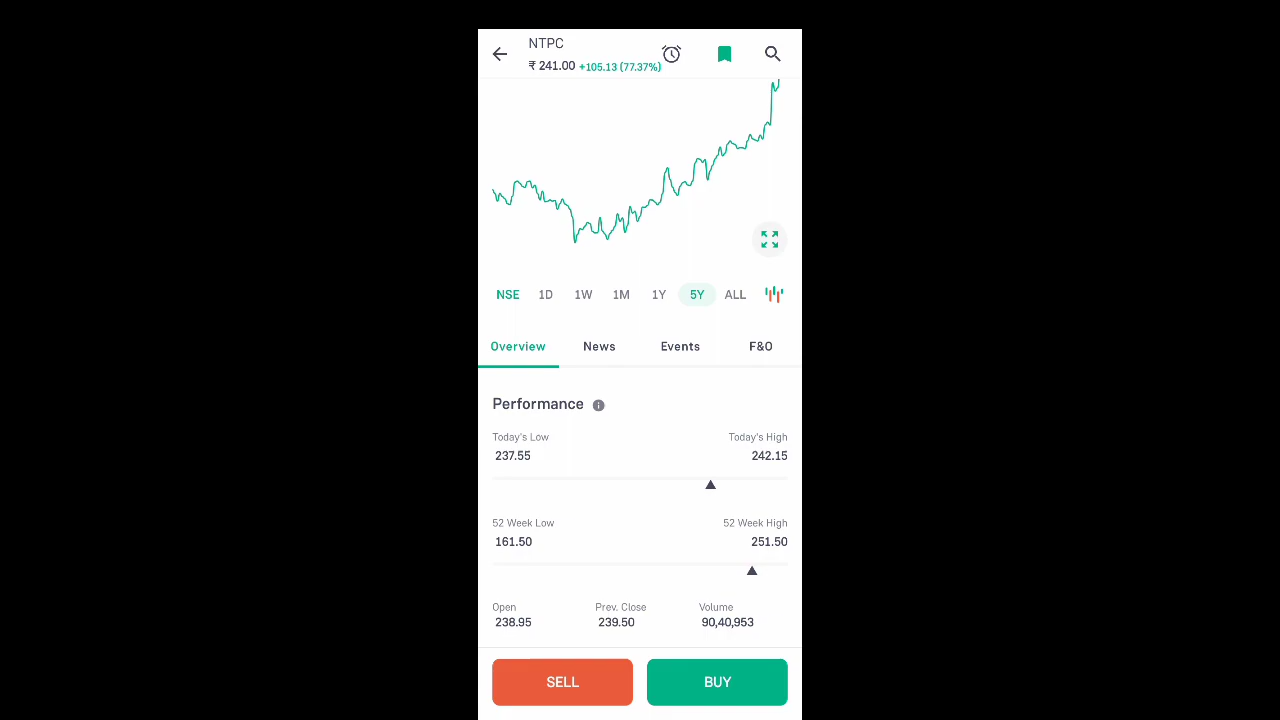 NTPC
₹ 241.00 +105.13 (77.37%)
NSE 1D 1W 1M 1Y 5Y ALL
Overview News Events F&O
Performance
Today's Low Today's High
237.55 242.15
52 Week Low 52 Week High
161.50 251.50
Open Prev. Close Volume
238.95 239.50 90,40,953
SELL BUY